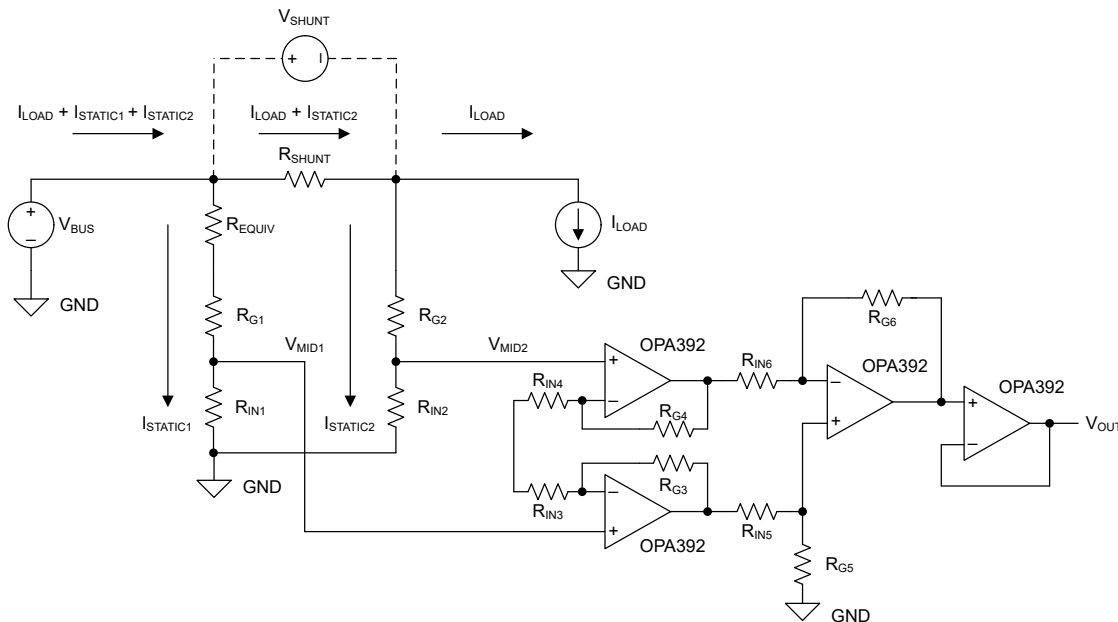 VSHUNT
+
ILOAD + ISTATIC1 + ISTATIC2
ILOAD + ISTATIC2
ILOAD
RSHUNT
+
−
VBUS
REQUIV
ILOAD
GND
GND
RG1
RG2
RG6
VMID1
VMID2
OPA392
RIN6
OPA392
RIN4
RG4
OPA392
RIN1
RIN2
ISTATIC1
ISTATIC2
+
−
−
+
+
−
VOUT
GND
RIN3
RG3
−
+
RIN5
OPA392
RG5
GND